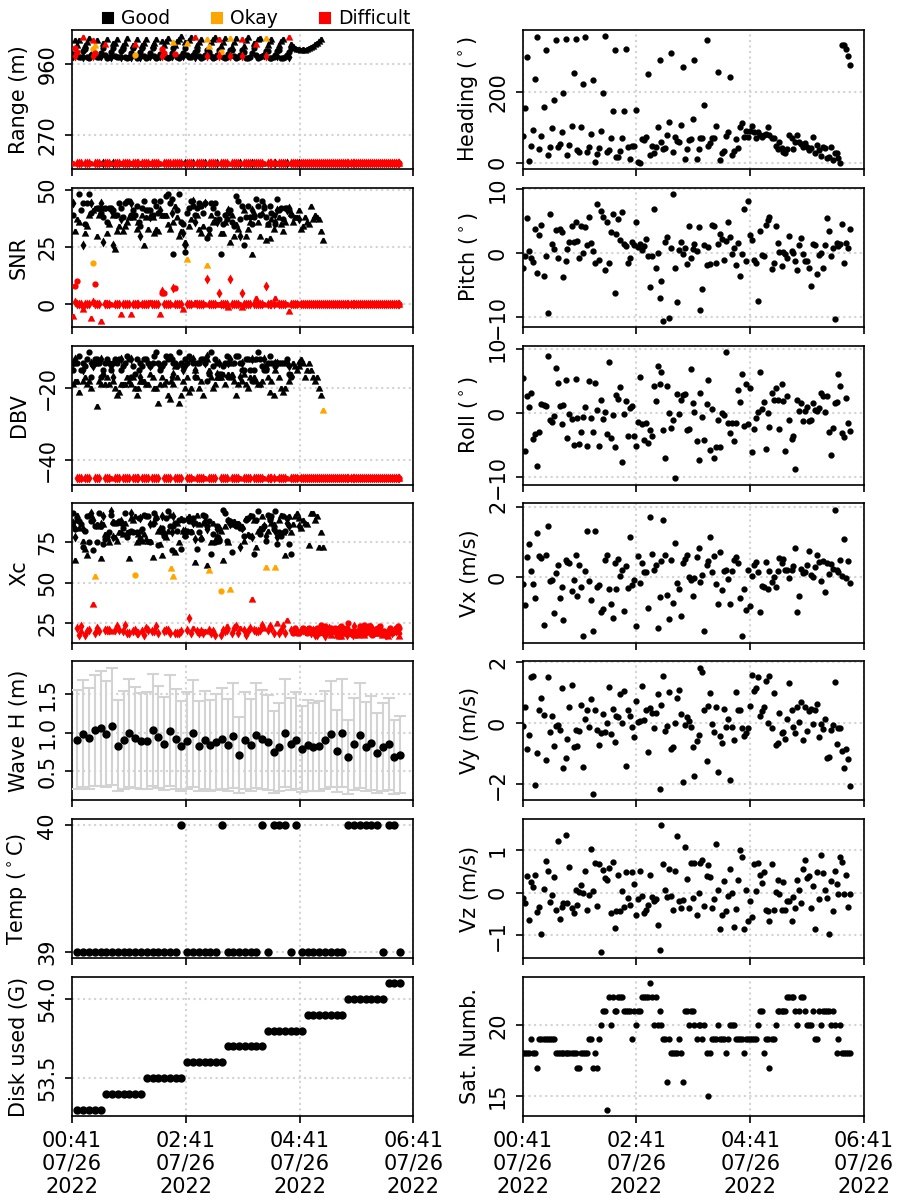 Good Okay Difficult
Range (m)
960
270
Heading (°)
200
0
SNR
50
25
0
Pitch (°)
10
0
−10
DBV
−20
−40
Roll (°)
10
0
−10
Xc
75
50
25
Vx (m/s)
2
0
Wave H (m)
1.5
1.0
0.5
Vy (m/s)
2
0
−2
Temp (°C)
40
39
Vz (m/s)
1
0
−1
Disk used (G)
54.0
53.5
Sat. Numb.
20
15
00:41 02:41 04:41 06:41 00:41 02:41 04:41 06:41
07/26 07/26 07/26 07/26 07/26 07/26 07/26 07/26
2022 2022 2022 2022 2022 2022 2022 2022